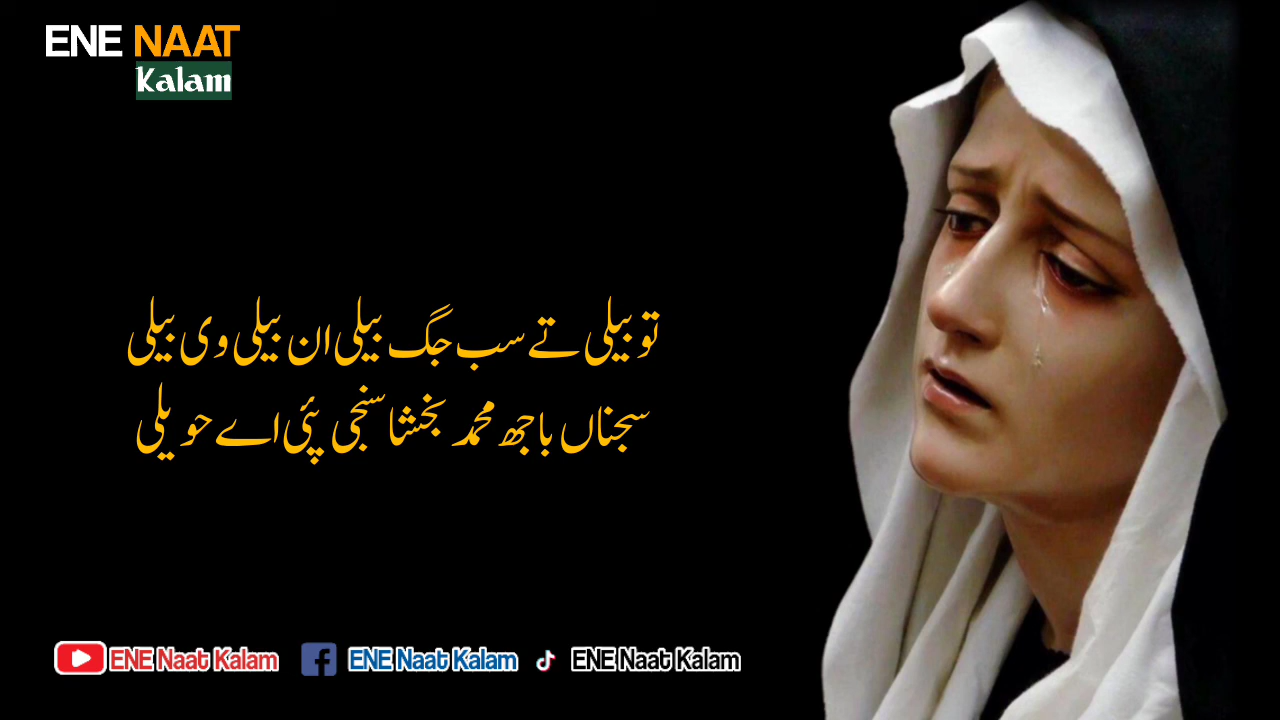 ENE NAAT
Kalam
تو بیلی تے سب جگ بیلی ان بیلی وی بیلی
سجناں باجھ محمد بخشا سنجی پئی اے حویلی
ENE Naat Kalam ENE Naat Kalam ENE Naat Kalam